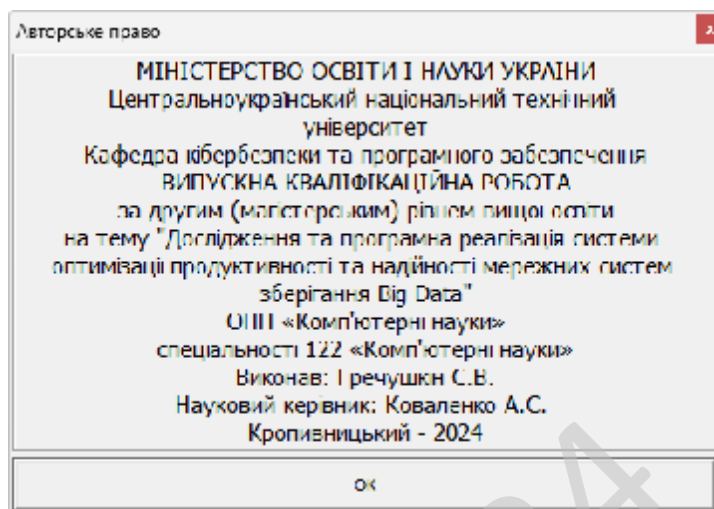 Авторське право
МІНІСТЕРСТВО ОСВІТИ І НАУКИ УКРАЇНИ
Центральноукраїнський національний технічний
університет
Кафедра кібербезпеки та програмного забезпечення
ВИПУСКНА КВАЛІФІКАЦІЙНА РОБОТА
за другим (магістерським) рівнем вищої освіти
на тему "Дослідження та програмна реалізація системи
оптимізації продуктивності та надійності мережних систем
зберігання Big Data"
ОПП «Комп'ютерні науки»
спеціальності 122 «Комп'ютерні науки»
Виконав: Гречушкін С.В.
Науковий керівник: Коваленко А.С.
Кропивницький - 2024
ОК